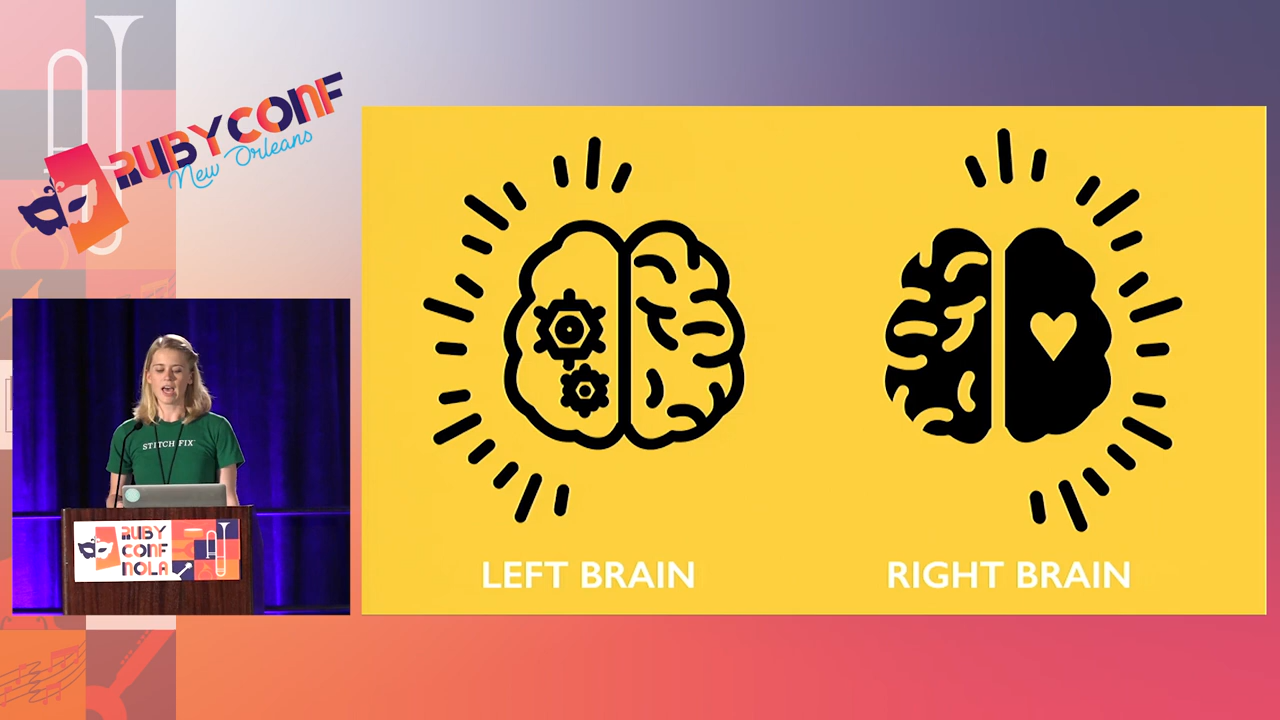 RUBYCONF
New Orleans
STITCH FIX
RUBY
CONF
NOLA
LEFT BRAIN
RIGHT BRAIN